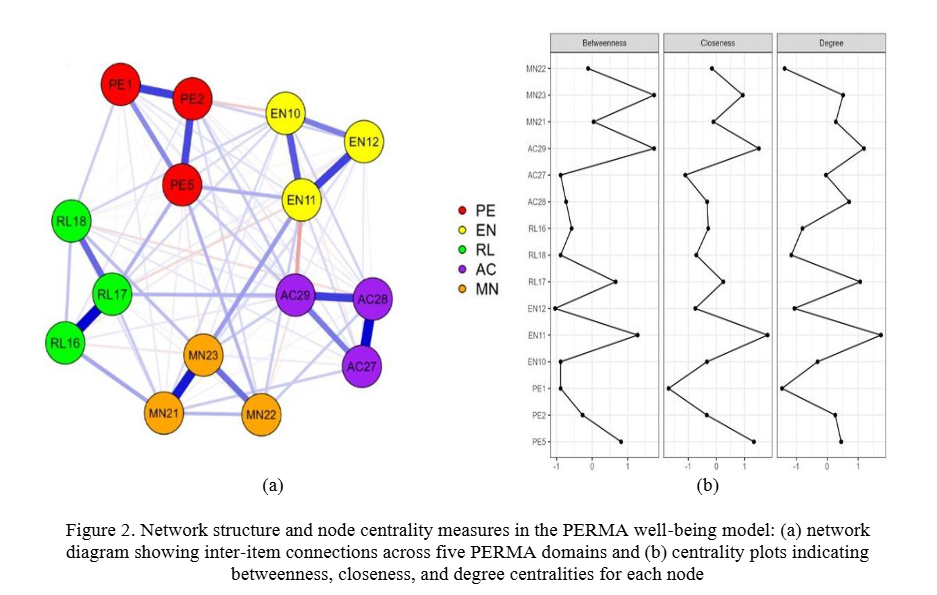 PE1
PE2
EN10
EN12
PE5
EN11
RL18
RL17
AC29
AC28
RL16
MN23
AC27
MN21
MN22
PE
EN
RL
AC
MN
Betweenness Closeness Degree
MN22
MN23
MN21
AC29
AC27
AC28
RL16
RL18
RL17
EN12
EN11
EN10
PE1
PE2
PE5
-1 0 1 -1 0 1 -1 0 1
(a) (b)
Figure 2. Network structure and node centrality measures in the PERMA well-being model: (a) network
diagram showing inter-item connections across five PERMA domains and (b) centrality plots indicating
betweenness, closeness, and degree centralities for each node